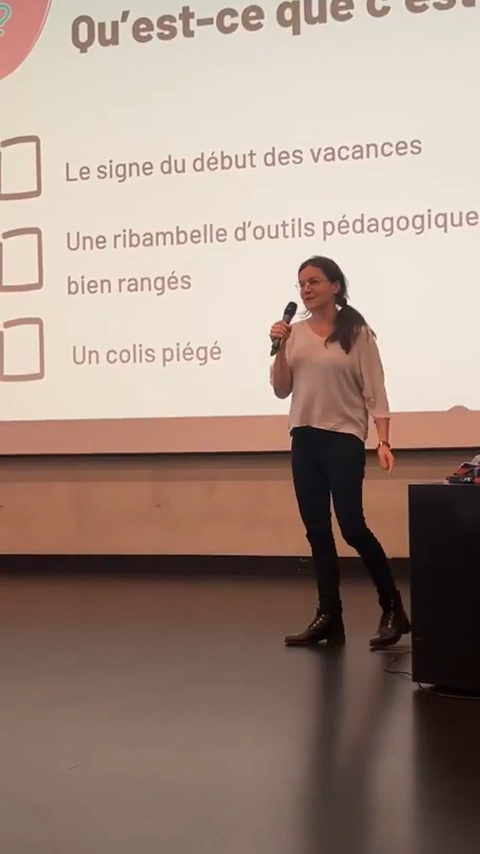 ?
Qu’est-ce que c’est
Le signe du début des vacances
Une ribambelle d’outils pédagogique
bien rangés
Un colis piégé